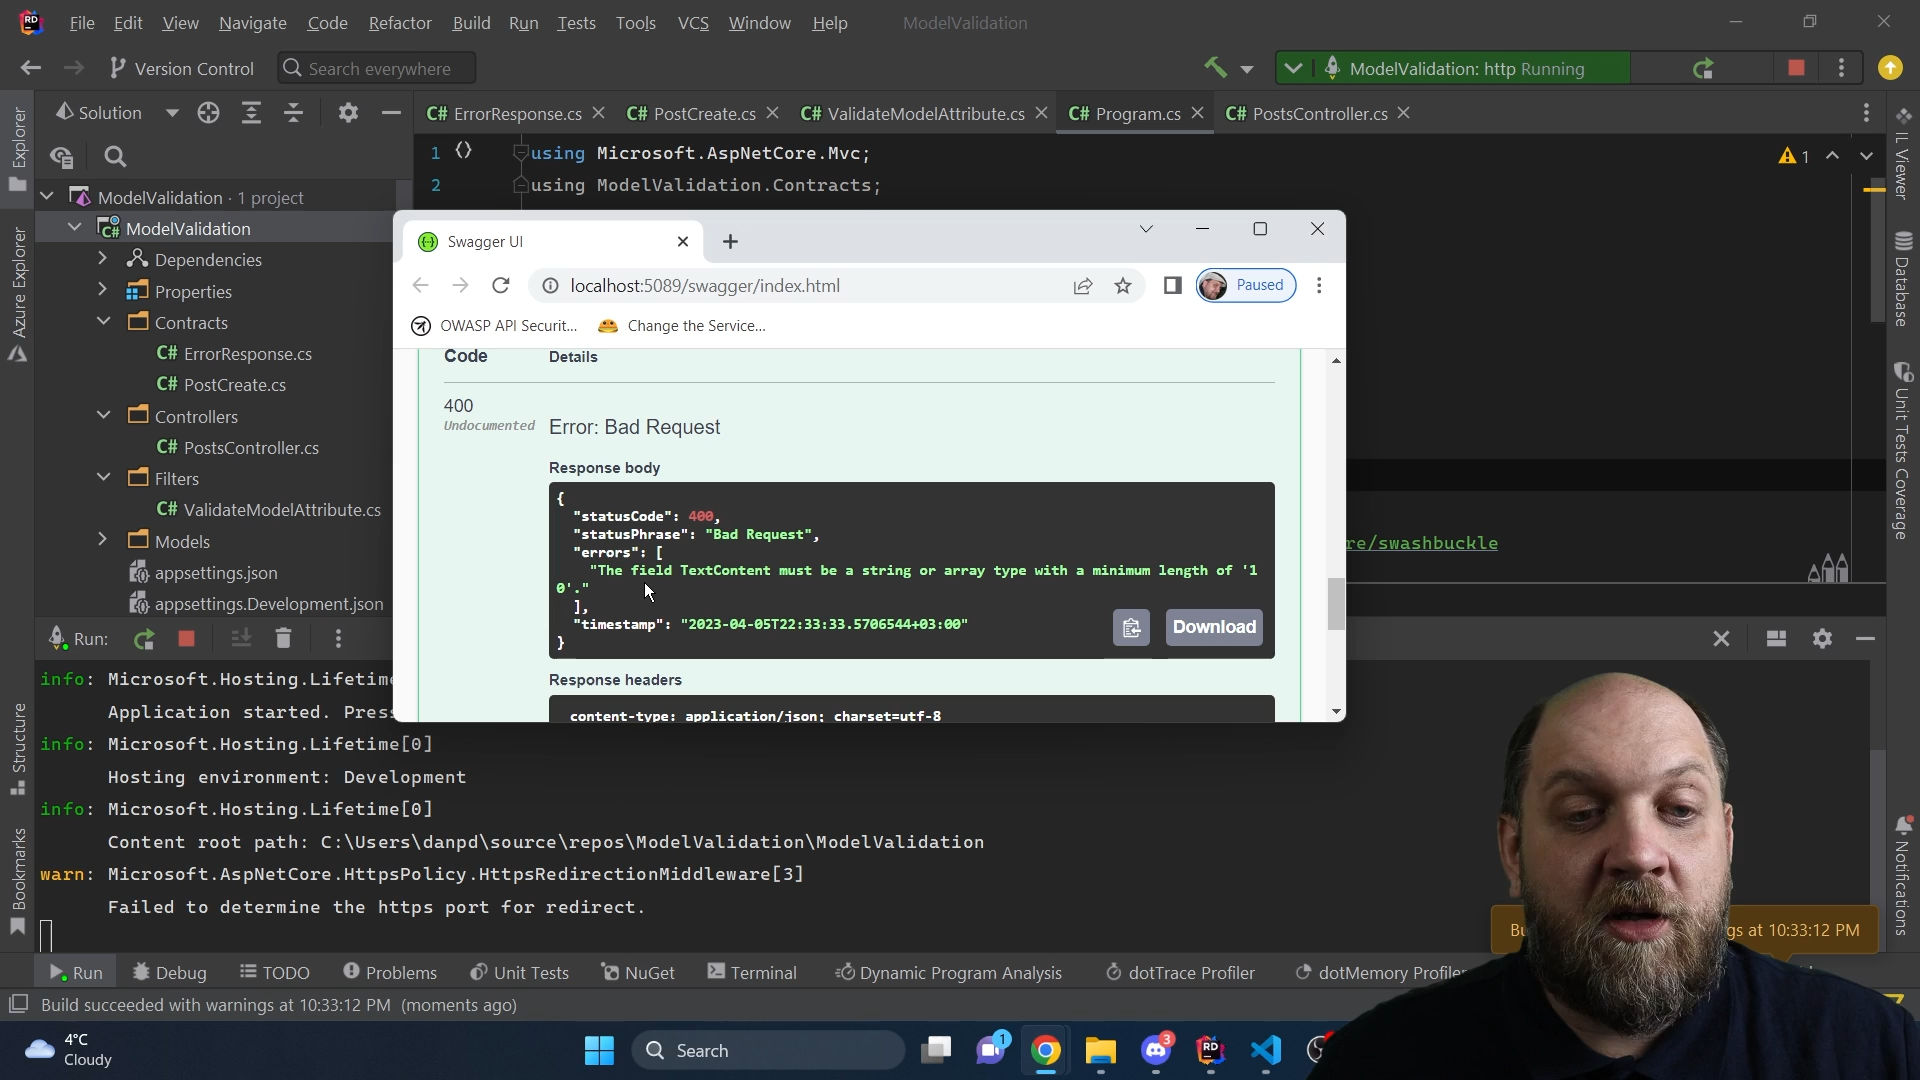 File Edit View Navigate Code Refactor Build Run Tests Tools VCS Window Help ModelValidation
Version Control Search everywhere ModelValidation: http Running
Solution
ErrorResponse.cs PostCreate.cs ValidateModelAttribute.cs Program.cs PostsController.cs
1 using Microsoft.AspNetCore.Mvc;
2 using ModelValidation.Contracts;
1
Explorer
Azure Explorer
Structure
Bookmarks
ModelValidation · 1 project
ModelValidation
Dependencies
Properties
Contracts
C# ErrorResponse.cs
C# PostCreate.cs
Controllers
C# PostsController.cs
Filters
C# ValidateModelAttribute.cs
Models
appsettings.json
appsettings.Development.json
Swagger UI
localhost:5089/swagger/index.html
Paused
OWASP API Securit... Change the Service...
Code Details
400
Undocumented
Error: Bad Request
Response body
{
"statusCode": 400,
"statusPhrase": "Bad Request",
"errors": [
"The field TextContent must be a string or array type with a minimum length of '1
0'."
],
"timestamp": "2023-04-05T22:33:33.5706544+03:00"
}
Download
Response headers
content-type: application/json; charset=utf-8
re/swashbuckle
IL Viewer
Database
Unit Tests Coverage
Notifications
Run:
info: Microsoft.Hosting.Lifetime
Application started. Press
info: Microsoft.Hosting.Lifetime[0]
Hosting environment: Development
info: Microsoft.Hosting.Lifetime[0]
Content root path: C:\Users\danpd\source\repos\ModelValidation\ModelValidation
warn: Microsoft.AspNetCore.HttpsPolicy.HttpsRedirectionMiddleware[3]
Failed to determine the https port for redirect.
gs at 10:33:12 PM
Run Debug TODO Problems Unit Tests NuGet Terminal Dynamic Program Analysis dotTrace Profiler dotMemory Profiler
Build succeeded with warnings at 10:33:12 PM (moments ago)
4°C
Cloudy
Search
1
3